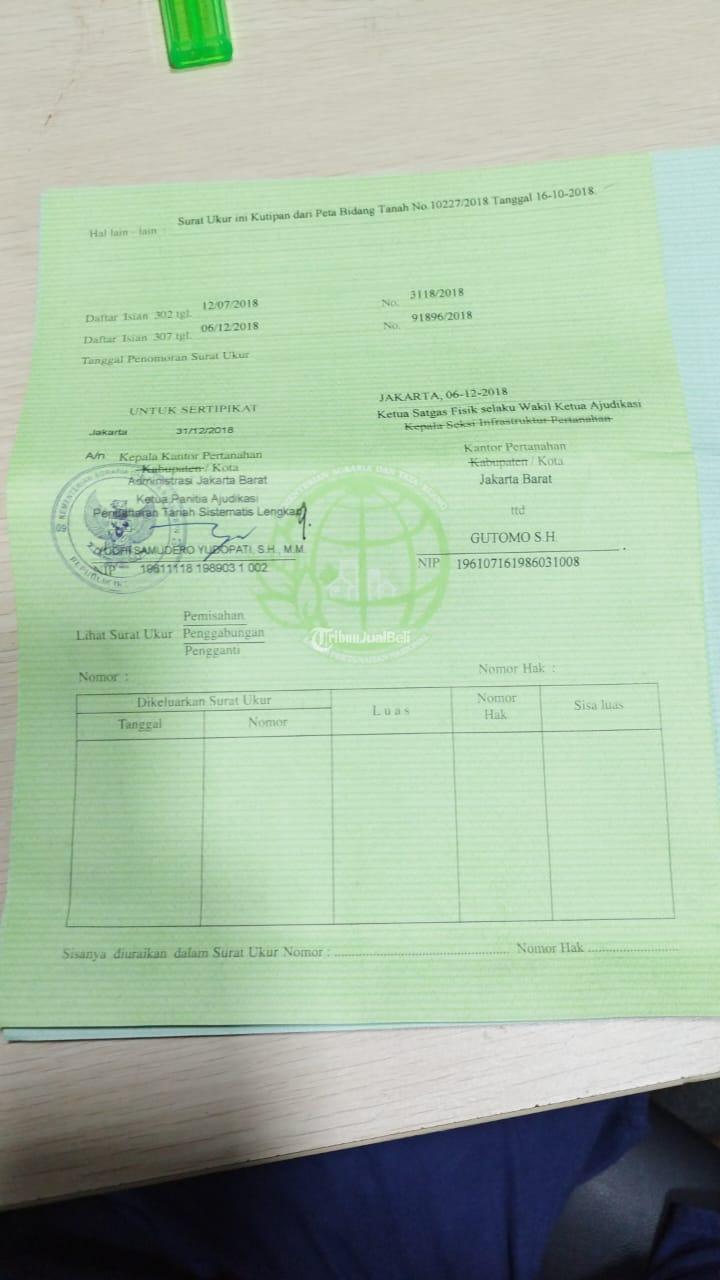 Surat Ukur ini Kutipan dari Peta Bidang Tanah No.10227/2018 Tanggal 16-10-2018.
Hal lain - lain :
Daftar Isian 302 tgl. 12/07/2018 No. 3118/2018
Daftar Isian 307 tgl. 06/12/2018 No. 91896/2018
Tanggal Penomoran Surat Ukur
UNTUK SERTIPIKAT
Jakarta 31/12/2018
A/n Kepala Kantor Pertanahan
Kabupaten / Kota
Administrasi Jakarta Barat
Ketua Panitia Ajudikasi
Pendaftaran Tanah Sistematis Lengkap
SAMUDERO YUDOPATI, S.H., M.M.
NIP 19611118 198903 1 002
JAKARTA, 06-12-2018
Ketua Satgas Fisik selaku Wakil Ketua Ajudikasi
Kepala Seksi Infrastruktur Pertanahan
Kantor Pertanahan
Kabupaten / Kota
Jakarta Barat
ttd
GUTOMO S.H.
NIP 196107161986031008
TribunJualBeli
Lihat Surat Ukur
Pemisahan
Penggabungan
Pengganti
Nomor :
Nomor Hak :
Dikeluarkan Surat Ukur
Tanggal
Nomor
Luas
Nomor
Hak
Sisa luas
Sisanya diuraikan dalam Surat Ukur Nomor : ........................................ Nomor Hak ........................